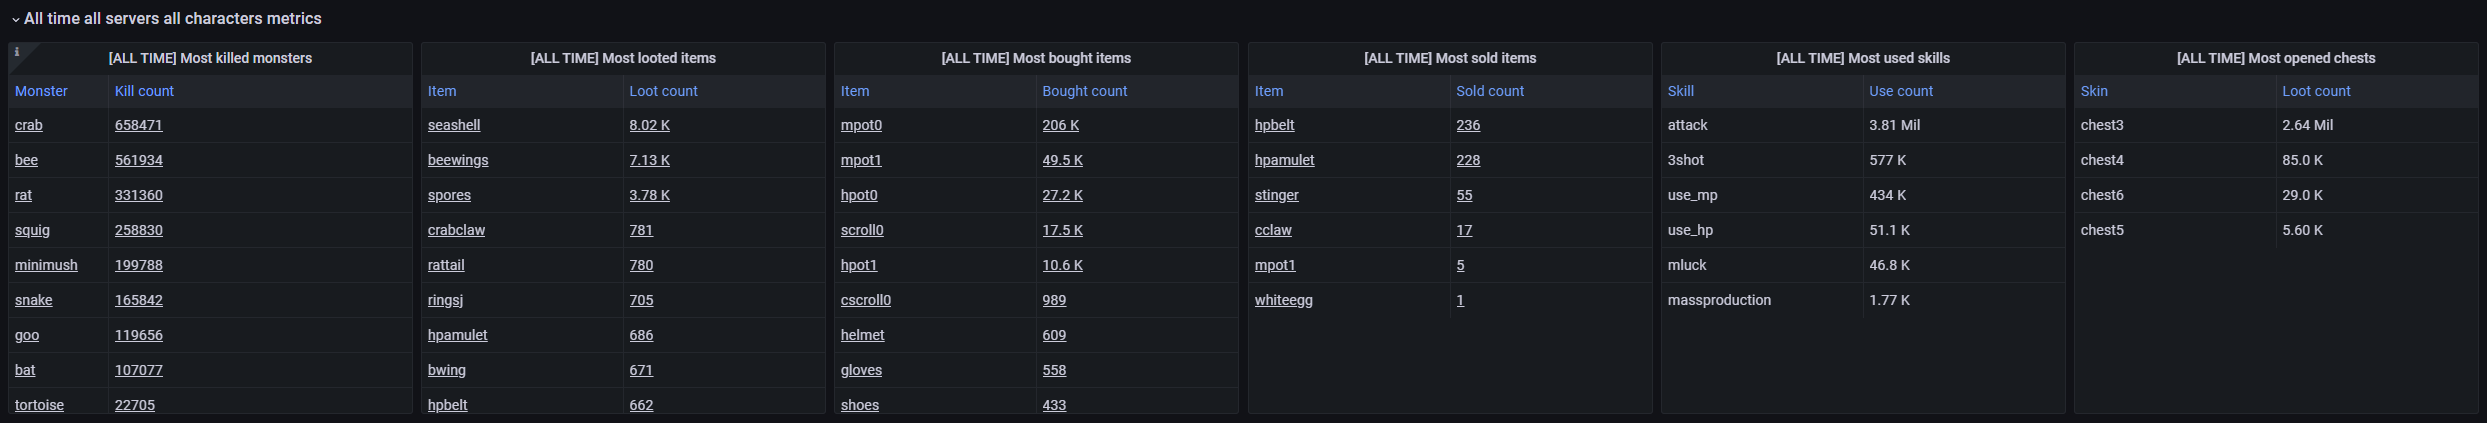 All time all servers all characters metrics
[ALL TIME] Most killed monsters
Monster Kill count
crab 658471
bee 561934
rat 331360
squig 258830
minimush 199788
snake 165842
goo 119656
bat 107077
tortoise 22705
[ALL TIME] Most looted items
Item Loot count
seashell 8.02 K
beewings 7.13 K
spores 3.78 K
crabclaw 781
rattail 780
ringsj 705
hpamulet 686
bwing 671
hpbelt 662
[ALL TIME] Most bought items
Item Bought count
mpot0 206 K
mpot1 49.5 K
hpot0 27.2 K
scroll0 17.5 K
hpot1 10.6 K
cscroll0 989
helmet 609
gloves 558
shoes 433
[ALL TIME] Most sold items
Item Sold count
hpbelt 236
hpamulet 228
stinger 55
cclaw 17
mpot1 5
whiteegg 1
[ALL TIME] Most used skills
Skill Use count
attack 3.81 Mil
3shot 577 K
use_mp 434 K
use_hp 51.1 K
mluck 46.8 K
massproduction 1.77 K
[ALL TIME] Most opened chests
Skin Loot count
chest3 2.64 Mil
chest4 85.0 K
chest6 29.0 K
chest5 5.60 K